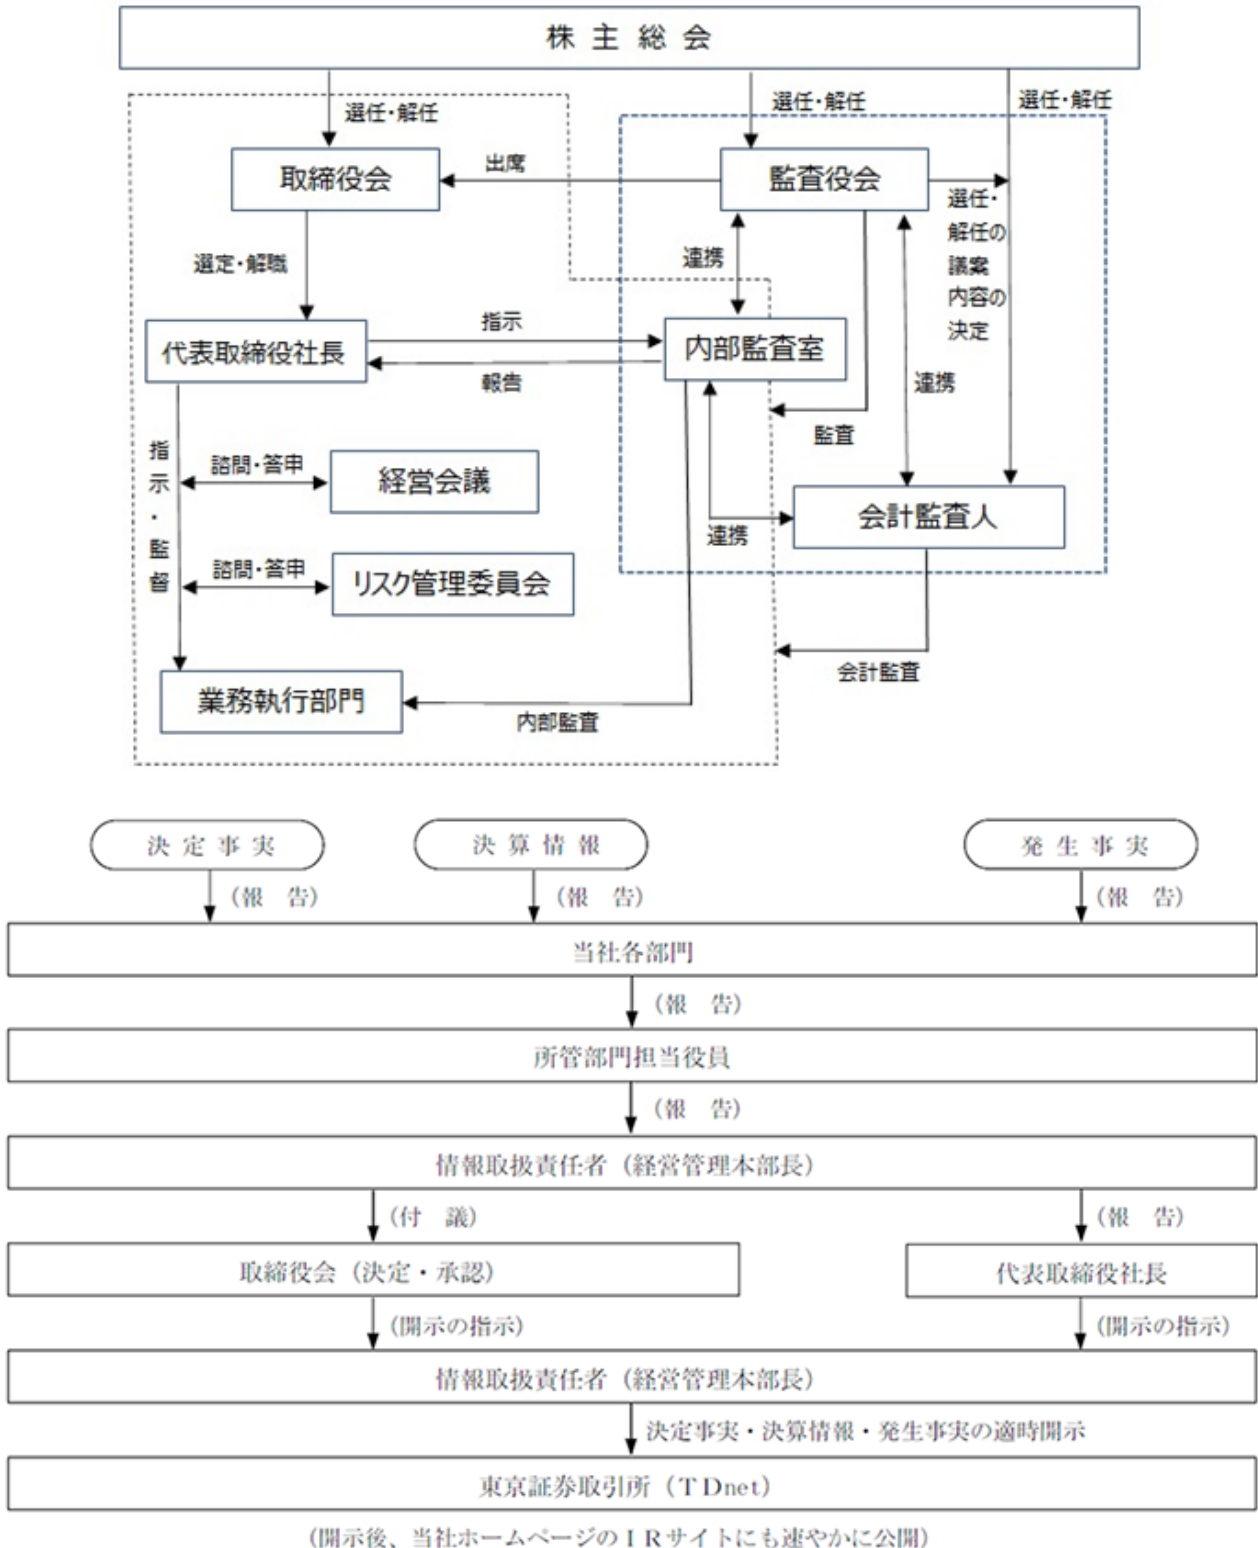 株 主 総 会
選任・解任
選任・解任
選任・解任
取締役会
出席
監査役会
選任・
解任の
議案
内容の
決定
選定・解職
連携
代表取締役社長
指示
報告
内部監査室
連携
監査
指示・監督
諮問・答申
経営会議
会計監査人
連携
諮問・答申
リスク管理委員会
会計監査
業務執行部門
内部監査
決 定 事 実
決 算 情 報
発 生 事 実
(報 告)
(報 告)
(報 告)
当社各部門
(報 告)
所管部門担当役員
(報 告)
情報取扱責任者(経営管理本部長)
(付 議)
(報 告)
取締役会(決定・承認)
代表取締役社長
(開示の指示)
(開示の指示)
情報取扱責任者(経営管理本部長)
決定事実・決算情報・発生事実の適時開示
東京証券取引所(TDnet)
(開示後、当社ホームページのIRサイトにも速やかに公開)